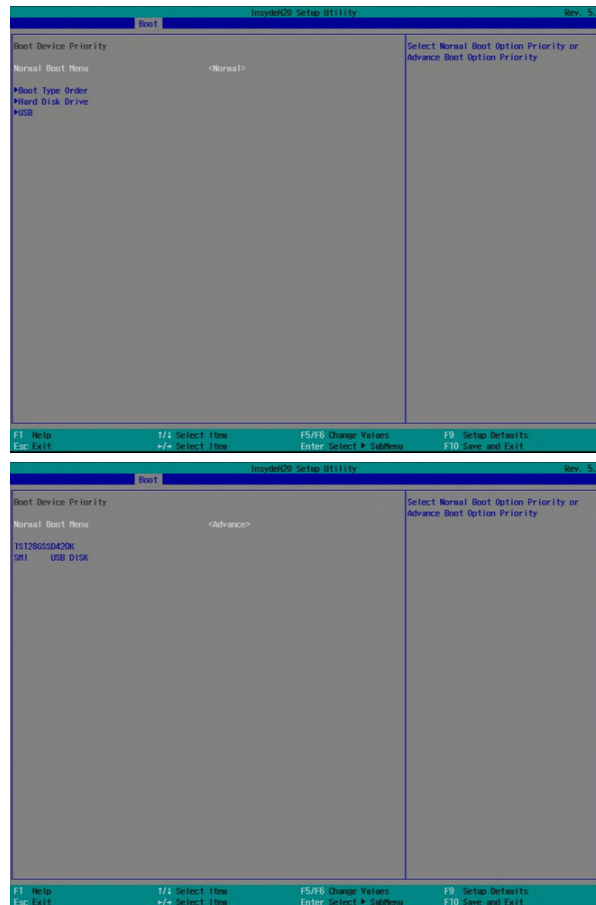 InsydeH20 Setup Utility Rev. 5.
Boot
Boot Device Priority
Select Normal Boot Option Priority or
Advance Boot Option Priority
Normal Boot Menu <Normal>
▶Boot Type Order
▶Hard Disk Drive
▶USB
F1 Help ↑/↓ Select Item F5/F6 Change Values F9 Setup Defaults
Esc Exit ←/→ Select Item Enter Select ▶ SubMenu F10 Save and Exit
InsydeH20 Setup Utility Rev. 5.
Boot
Boot Device Priority
Select Normal Boot Option Priority or
Advance Boot Option Priority
Normal Boot Menu <Advance>
TS128GSSD420K
SMI USB DISK
F1 Help ↑/↓ Select Item F5/F6 Change Values F9 Setup Defaults
Esc Exit ←/→ Select Item Enter Select ▶ SubMenu F10 Save and Exit